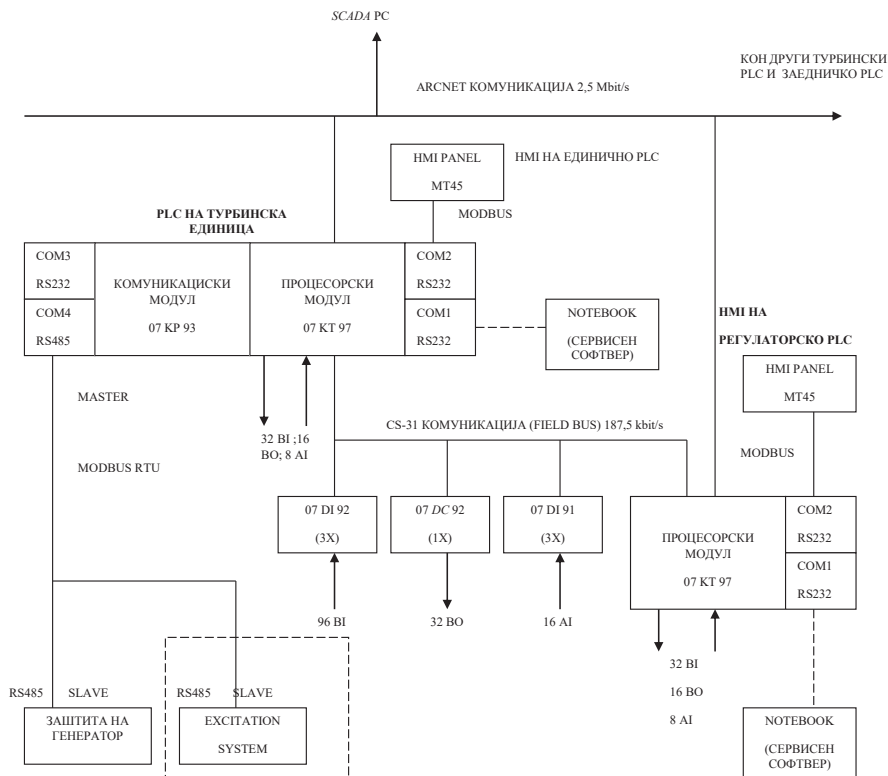 SCADA PC
КОН ДРУГИ ТУРБИНСКИ
PLC И ЗАЕДНИЧКО PLC
ARCNET КОМУНИКАЦИЈА 2,5 Mbit/s
HMI PANEL
MT45
HMI НА ЕДИНИЧНО PLC
MODBUS
PLC НА ТУРБИНСКА
ЕДИНИЦА
COM3
RS232
COM4
RS485
КОМУНИКАЦИСКИ
МОДУЛ
07 KP 93
ПРОЦЕСОРСКИ
МОДУЛ
07 KT 97
COM2
RS232
COM1
RS232
NOTEBOOK
(СЕРВИСЕН
СОФТВЕР)
HMI НА
РЕГУЛАТОРСКО PLC
HMI PANEL
MT45
MODBUS
MASTER
MODBUS RTU
32 BI ;16
BO; 8 AI
CS-31 КОМУНИКАЦИЈА (FIELD BUS) 187,5 kbit/s
07 DI 92
(3X)
07 DC 92
(1X)
07 DI 91
(3X)
96 BI
32 BO
16 AI
ПРОЦЕСОРСКИ
МОДУЛ
07 KT 97
COM2
RS232
COM1
RS232
32 BI
16 BO
8 AI
RS485 SLAVE
ЗАШТИТА НА
ГЕНЕРАТОР
RS485 SLAVE
EXCITATION
SYSTEM
NOTEBOOK
(СЕРВИСЕН
СОФТВЕР)